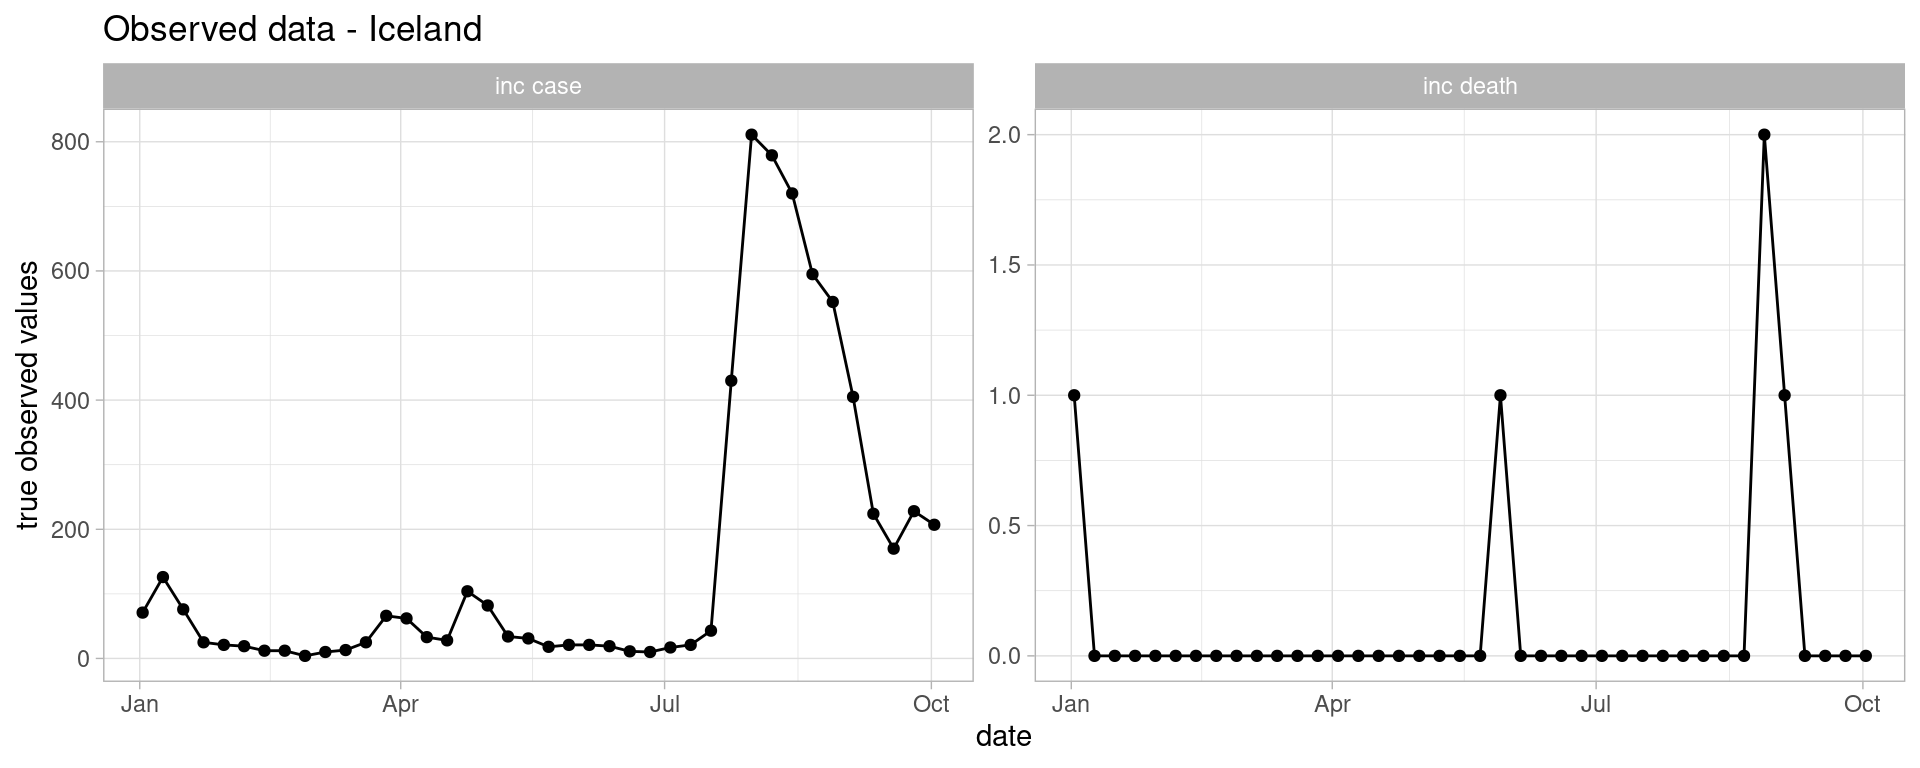 Observed data - Iceland
inc case
inc death
true observed values
800
600
400
200
0
Jan
Apr
Jul
Oct
2.0
1.5
1.0
0.5
0.0
Jan
Apr
Jul
Oct
date